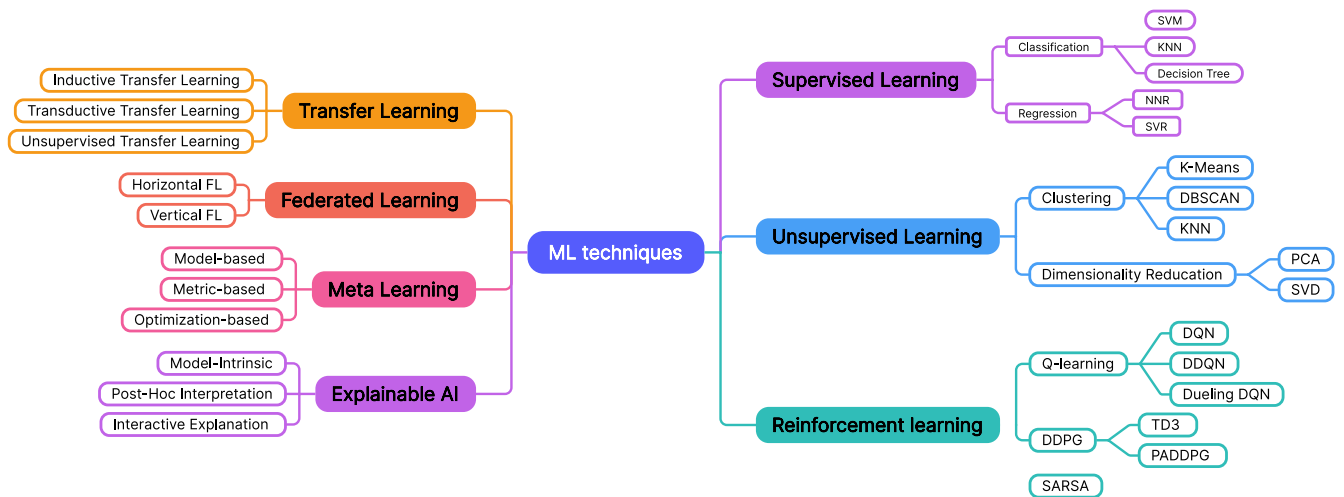 ML techniques
Transfer Learning
Inductive Transfer Learning
Transductive Transfer Learning
Unsupervised Transfer Learning
Federated Learning
Horizontal FL
Vertical FL
Meta Learning
Model-based
Metric-based
Optimization-based
Explainable AI
Model-Intrinsic
Post-Hoc Interpretation
Interactive Explanation
Supervised Learning
Classification
SVM
KNN
Decision Tree
Regression
NNR
SVR
Unsupervised Learning
Clustering
K-Means
DBSCAN
KNN
Dimensionality Reducation
PCA
SVD
Reinforcement learning
Q-learning
DQN
DDQN
Dueling DQN
DDPG
TD3
PADDPG
SARSA